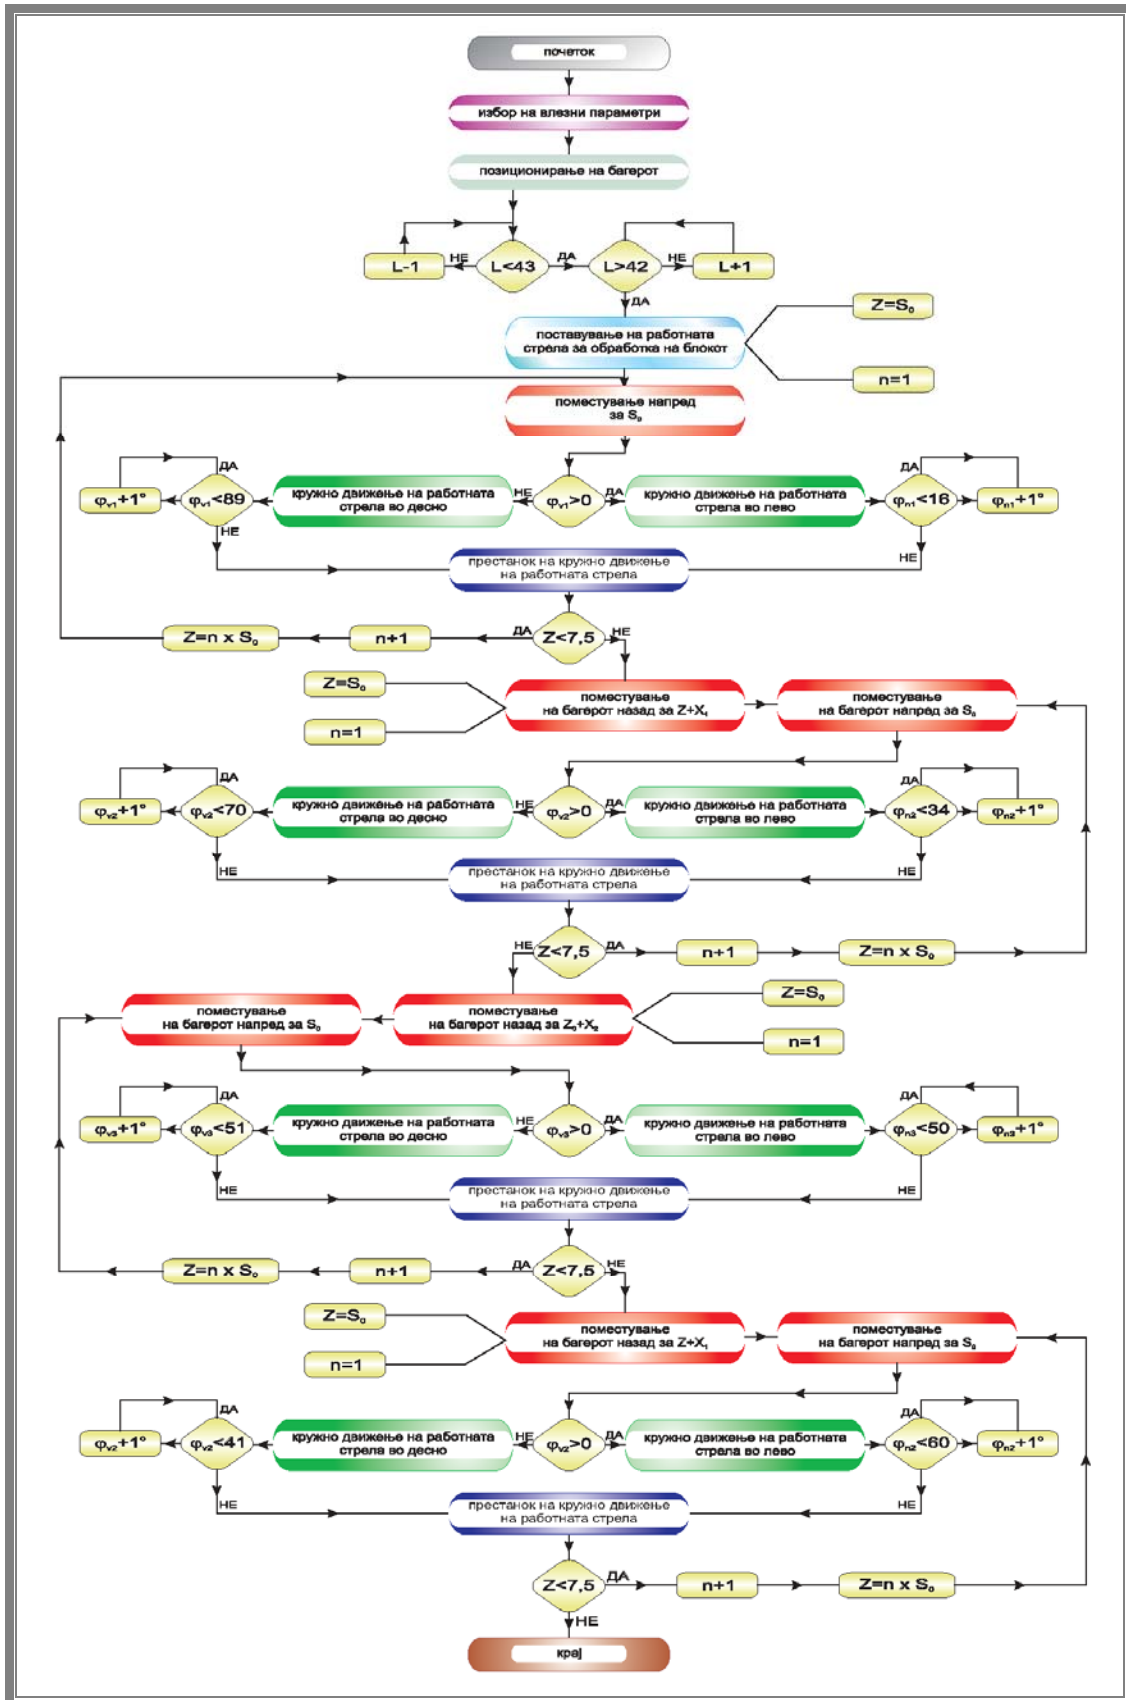 почеток
избор на влезни параметри
позиционирање на багерот
L-1
НЕ
L<43
ДА
L>42
НЕ
L+1
ДА
Z=S₀
поставување на работната
стрела за обработка на блокот
n=1
поместување напред
за S₀
ДА
ДА
φᵥ₁+1°
φᵥ₁<89
кружно движење на работната
стрела во десно
НЕ
φᵥ₁>0
ДА
кружно движење на работната
стрела во лево
φₙ₁<16
φₙ₁+1°
НЕ
НЕ
престанок на кружно движење
на работната стрела
Z=n x S₀
n+1
ДА
Z<7,5
НЕ
Z=S₀
n=1
поместување
на багерот назад за Z+X₁
поместување
на багерот напред за S₀
ДА
ДА
φᵥ₂+1°
φᵥ₂<70
кружно движење на работната
стрела во десно
НЕ
φᵥ₂>0
ДА
кружно движење на работната
стрела во лево
φₙ₂<34
φₙ₂+1°
НЕ
НЕ
престанок на кружно движење
на работната стрела
НЕ
Z<7,5
ДА
n+1
Z=n x S₀
поместување
на багерот напред за S₀
поместување
на багерот назад за Z₀+X₂
Z=S₀
n=1
ДА
ДА
φᵥ₃+1°
φᵥ₃<51
кружно движење на работната
стрела во десно
НЕ
φᵥ₃>0
ДА
кружно движење на работната
стрела во лево
φₙ₃<50
φₙ₃+1°
НЕ
НЕ
престанок на кружно движење
на работната стрела
Z=n x S₀
n+1
ДА
Z<7,5
НЕ
Z=S₀
n=1
поместување
на багерот назад за Z+X₁
поместување
на багерот напред за S₀
ДА
ДА
φᵥ₂+1°
φᵥ₂<41
кружно движење на работната
стрела во десно
НЕ
φᵥ₂>0
ДА
кружно движење на работната
стрела во лево
φₙ₂<60
φₙ₂+1°
НЕ
НЕ
престанок на кружно движење
на работната стрела
Z<7,5
ДА
n+1
Z=n x S₀
НЕ
крај